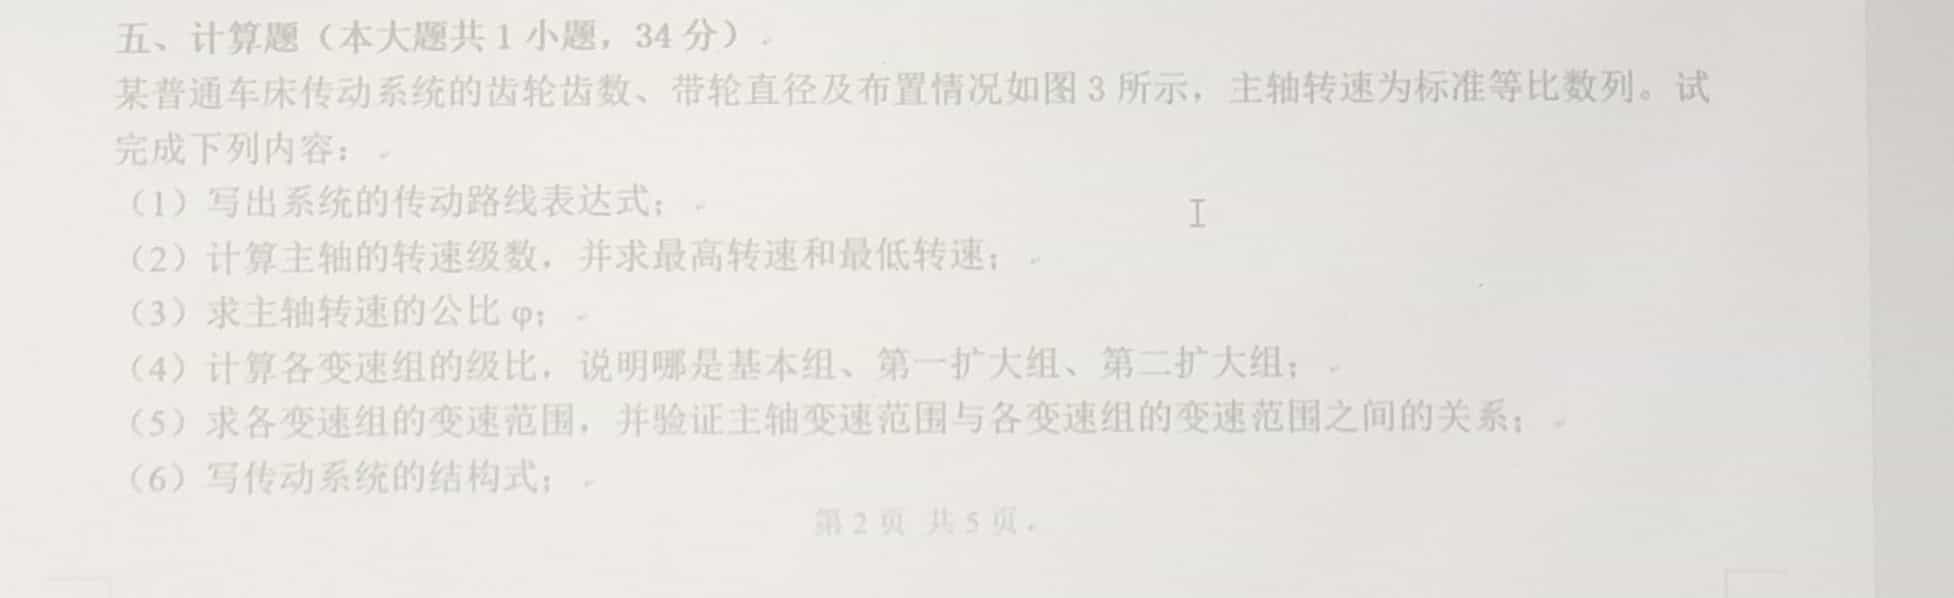 五、计算题（本大题共 1 小题，34 分）
某普通车床传动系统的齿轮齿数、带轮直径及布置情况如图 3 所示，主轴转速为标准等比数列。试
完成下列内容：
（1）写出系统的传动路线表达式；
（2）计算主轴的转速级数，并求最高转速和最低转速；
（3）求主轴转速的公比 φ；
（4）计算各变速组的级比，说明哪是基本组、第一扩大组、第二扩大组；
（5）求各变速组的变速范围，并验证主轴变速范围与各变速组的变速范围之间的关系；
（6）写传动系统的结构式；
第 2 页 共 5 页